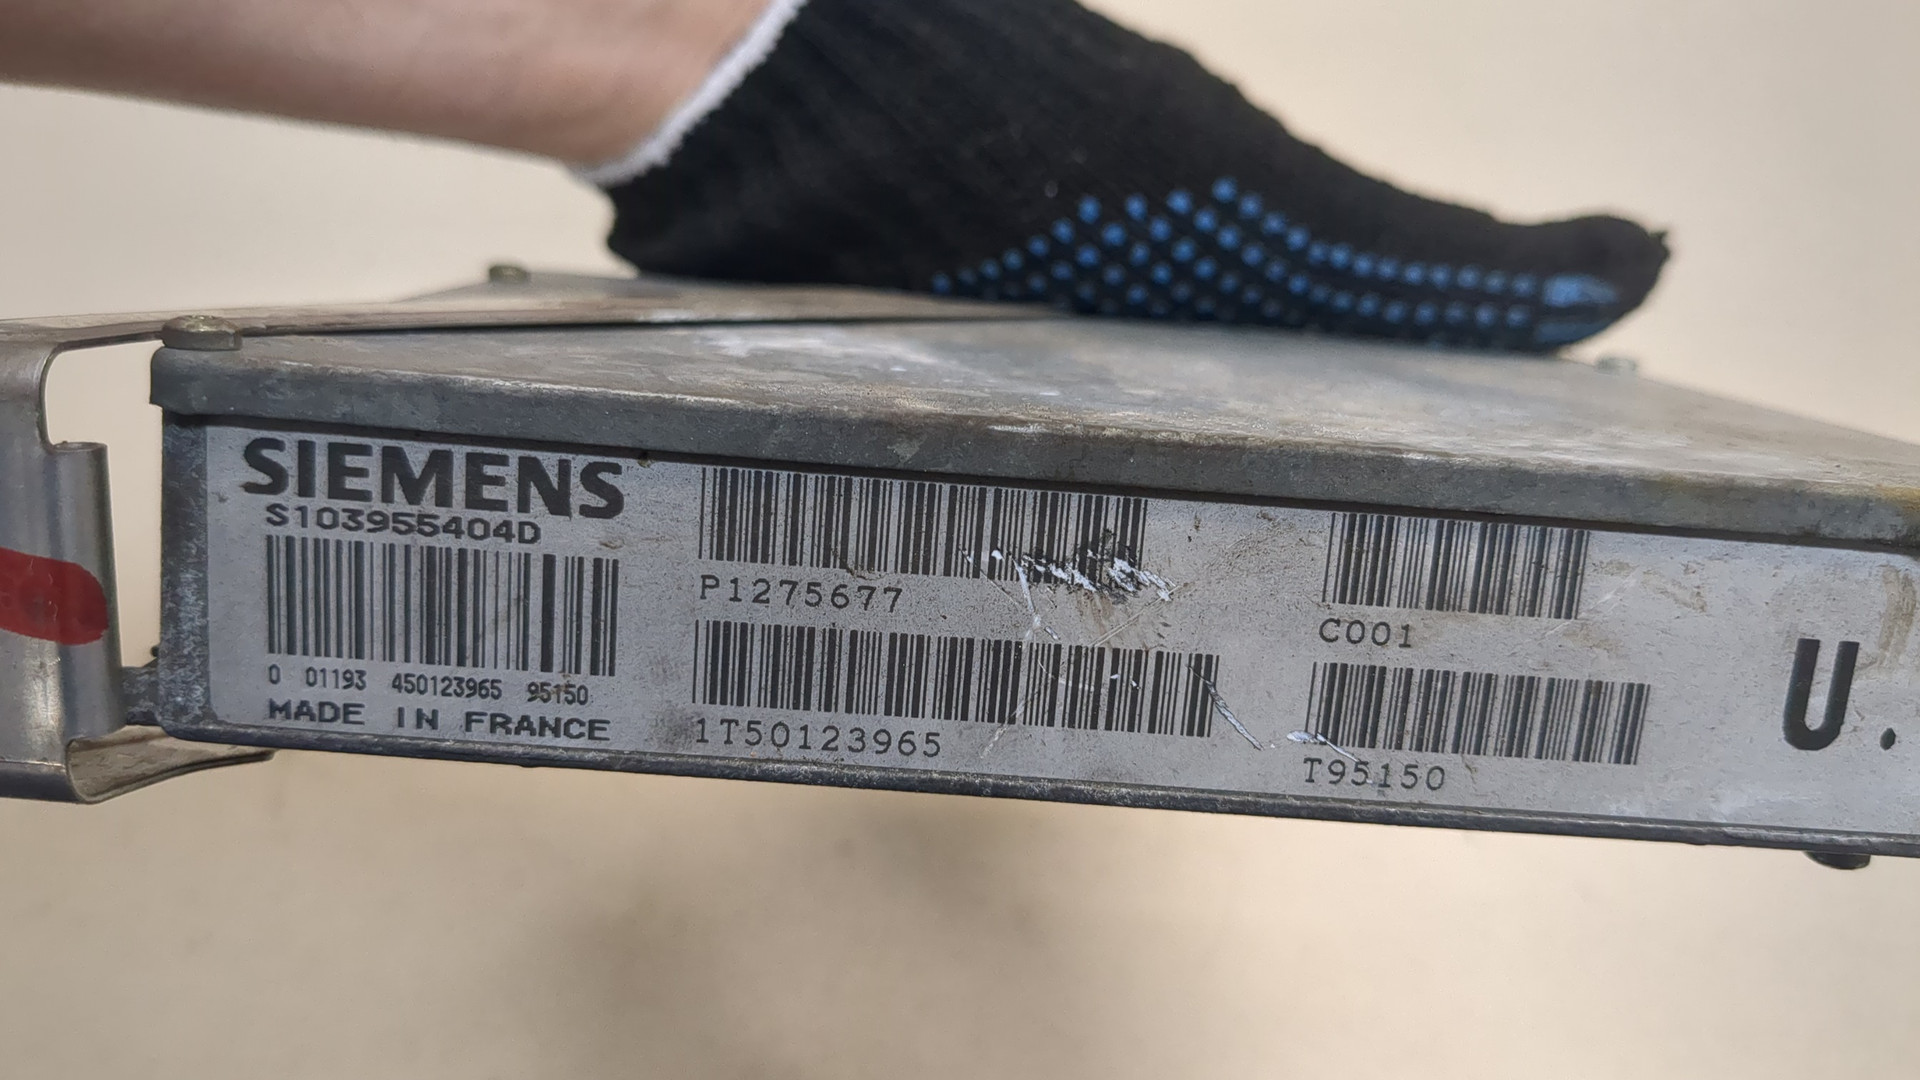 SIEMENS
S103955404D
0 01193 450123965 95150
MADE IN FRANCE
P1275677
1T50123965
C001
T95150
U.